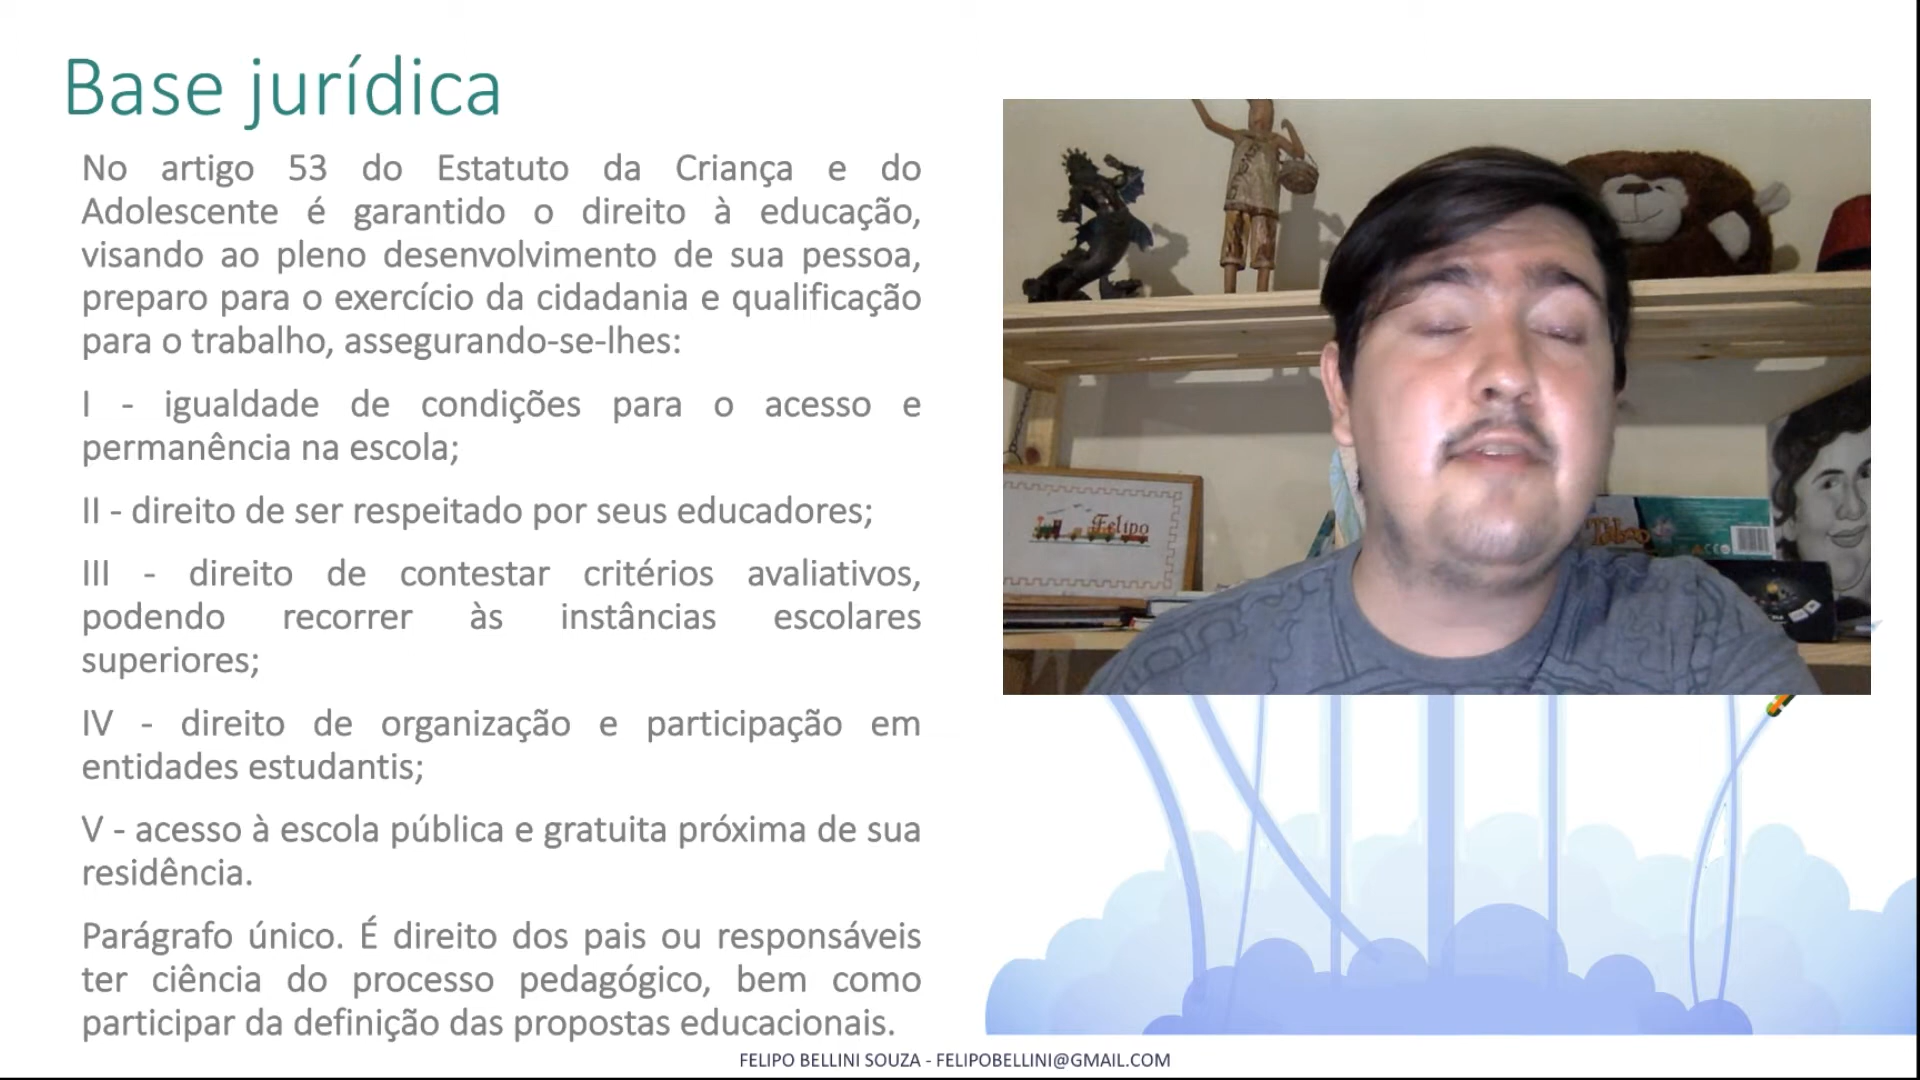 Base jurídica
No artigo 53 do Estatuto da Criança e do
Adolescente é garantido o direito à educação,
visando ao pleno desenvolvimento de sua pessoa,
preparo para o exercício da cidadania e qualificação
para o trabalho, assegurando-se-lhes:
I - igualdade de condições para o acesso e
permanência na escola;
II - direito de ser respeitado por seus educadores;
III - direito de contestar critérios avaliativos,
podendo recorrer às instâncias escolares
superiores;
IV - direito de organização e participação em
entidades estudantis;
V - acesso à escola pública e gratuita próxima de sua
residência.
Parágrafo único. É direito dos pais ou responsáveis
ter ciência do processo pedagógico, bem como
participar da definição das propostas educacionais.
Felipo
FELIPO BELLINI SOUZA - FELIPOBELLINI@GMAIL.COM